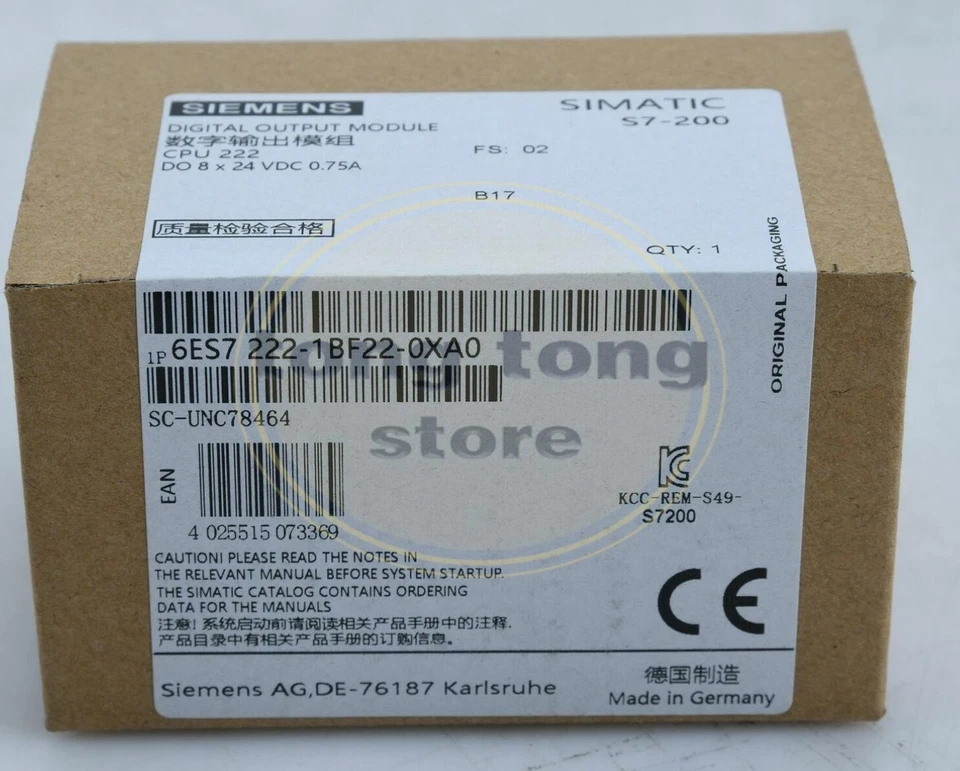 SIEMENS
SIMATIC
S7-200
DIGITAL OUTPUT MODULE
数字输出模组
CPU 222
DO 8 x 24 VDC 0.75A
FS: 02
B17
质量检验合格
QTY: 1
ORIGINAL PACKAGING
1P 6ES7 222-1BF22-0XA0
tong tong
store
SC-UNC78464
EAN
4 025515 073369
KCC-REM-S49-
S7200
CAUTION! PLEASE READ THE NOTES IN
THE RELEVANT MANUAL BEFORE SYSTEM STARTUP.
THE SIMATIC CATALOG CONTAINS ORDERING
DATA FOR THE MANUALS
注意! 系统启动前请阅读相关产品手册中的注释.
产品目录中有相关产品手册的订购信息。
CE
Siemens AG,DE-76187 Karlsruhe
德国制造
Made in Germany